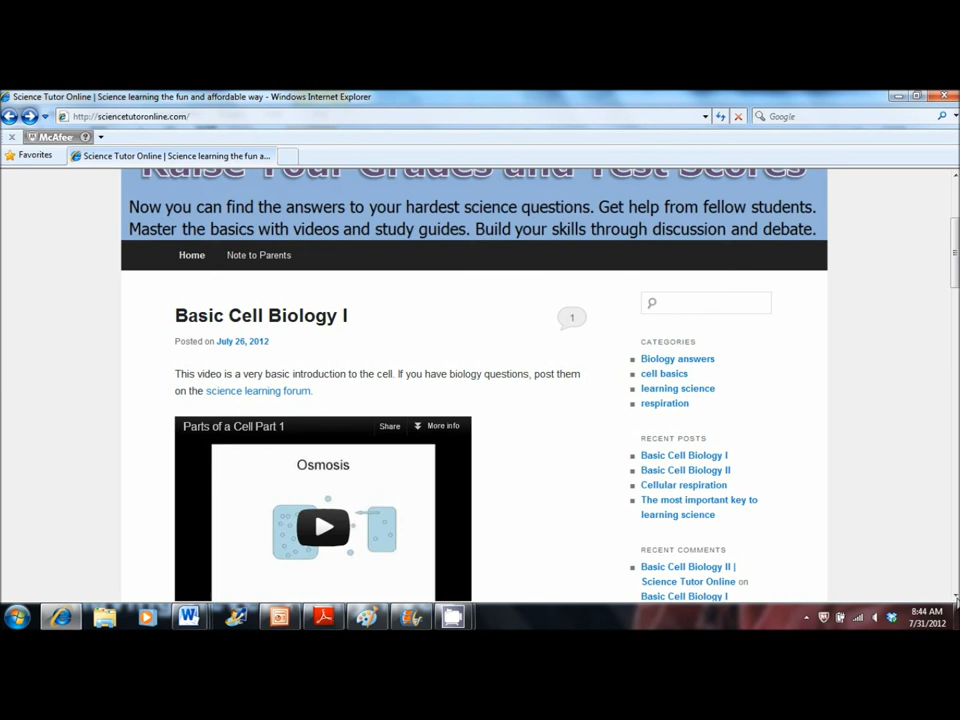 Science Tutor Online | Science learning the fun and affordable way - Windows Internet Explorer
http://sciencetutoronline.com/
Google
McAfee
Favorites
Science Tutor Online | Science learning the fun a...
Raise Your Grades and Test Scores
Now you can find the answers to your hardest science questions. Get help from fellow students.
Master the basics with videos and study guides. Build your skills through discussion and debate.
Home Note to Parents
Basic Cell Biology I
1
Posted on July 26, 2012
This video is a very basic introduction to the cell. If you have biology questions, post them
on the science learning forum.
Parts of a Cell Part 1
Share
More info
Osmosis
CATEGORIES
Biology answers
cell basics
learning science
respiration
RECENT POSTS
Basic Cell Biology I
Basic Cell Biology II
Cellular respiration
The most important key to
learning science
RECENT COMMENTS
Basic Cell Biology II |
Science Tutor Online on
Basic Cell Biology I
8:44 AM
7/31/2012